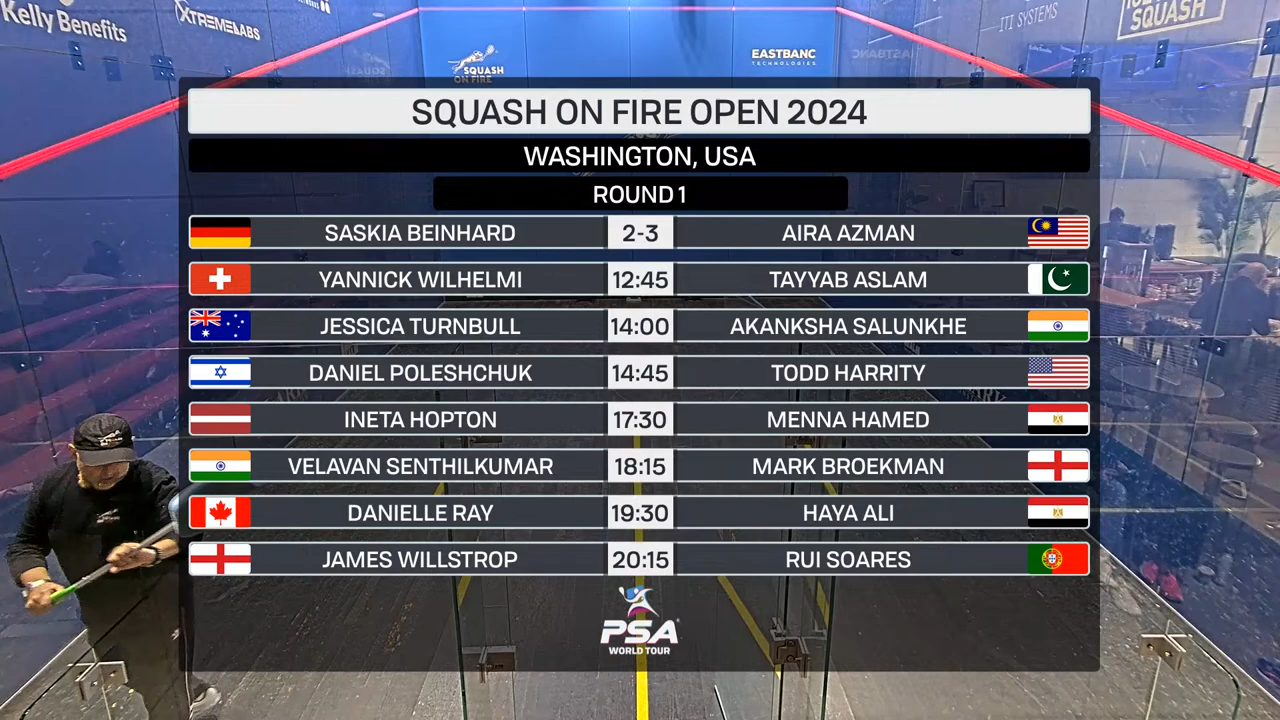 Kelly Benefits
XTREMELABS
ITI SYSTEMS
SQUASH
SQUASH
ON FIRE
EASTBANC
TECHNOLOGIES
SQUASH ON FIRE OPEN 2024
WASHINGTON, USA
ROUND 1
SASKIA BEINHARD 2-3 AIRA AZMAN
YANNICK WILHELMI 12:45 TAYYAB ASLAM
JESSICA TURNBULL 14:00 AKANKSHA SALUNKHE
DANIEL POLESHCHUK 14:45 TODD HARRITY
INETA HOPTON 17:30 MENNA HAMED
VELAVAN SENTHILKUMAR 18:15 MARK BROEKMAN
DANIELLE RAY 19:30 HAYA ALI
JAMES WILLSTROP 20:15 RUI SOARES
PSA
WORLD TOUR